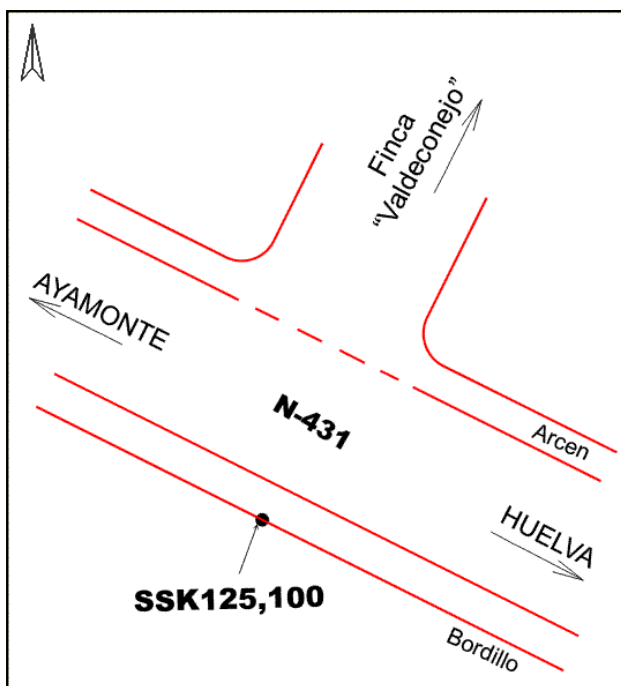 Finca
“Valdeconejo”
AYAMONTE
N-431
Arcen
HUELVA
SSK125,100
Bordillo